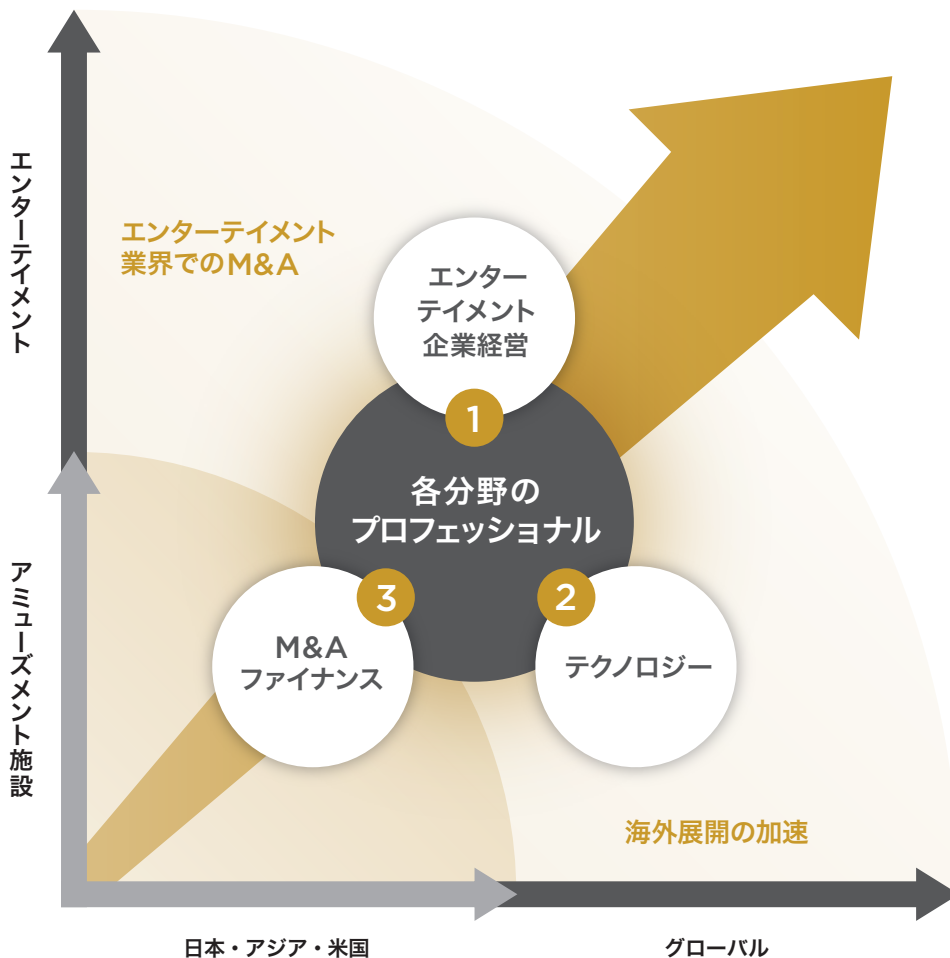 エンターテイメント
エンターテイメント
業界でのM&A
エンター
テイメント
企業経営
1
各分野の
プロフェッショナル
3
2
M&A
ファイナンス
テクノロジー
アミューズメント施設
海外展開の加速
日本・アジア・米国
グローバル